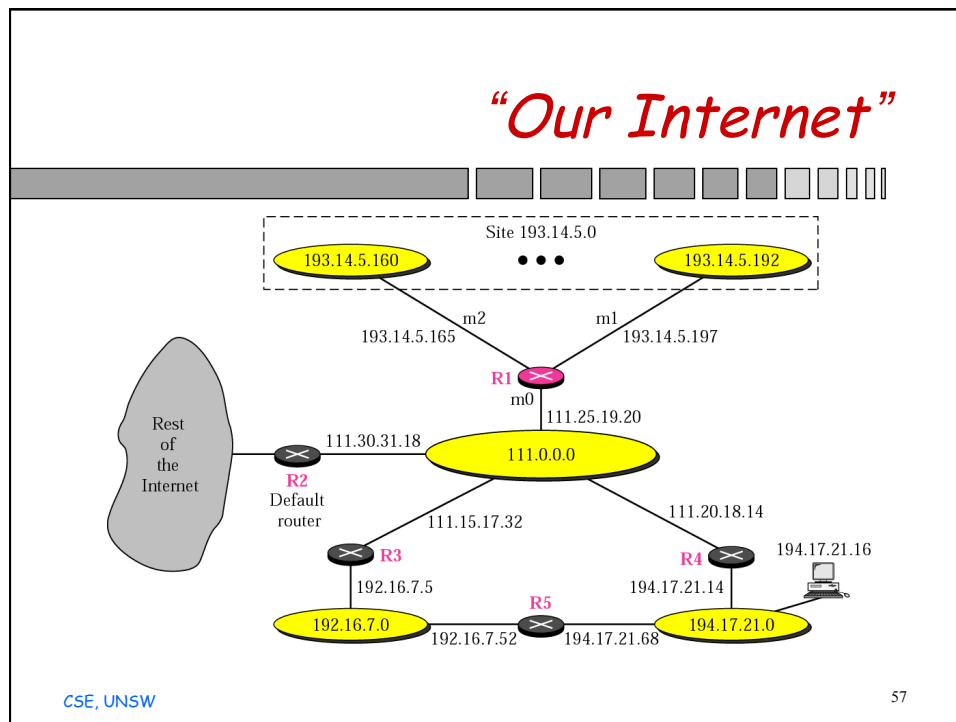 “Our Internet”
Site 193.14.5.0
193.14.5.160
193.14.5.192
m2
m1
193.14.5.165
193.14.5.197
R1
m0
111.25.19.20
Rest
of
the
Internet
111.30.31.18
111.0.0.0
R2
Default
router
111.15.17.32
111.20.18.14
R3
R4
194.17.21.16
192.16.7.5
194.17.21.14
R5
192.16.7.0
194.17.21.0
192.16.7.52
194.17.21.68
CSE, UNSW
57